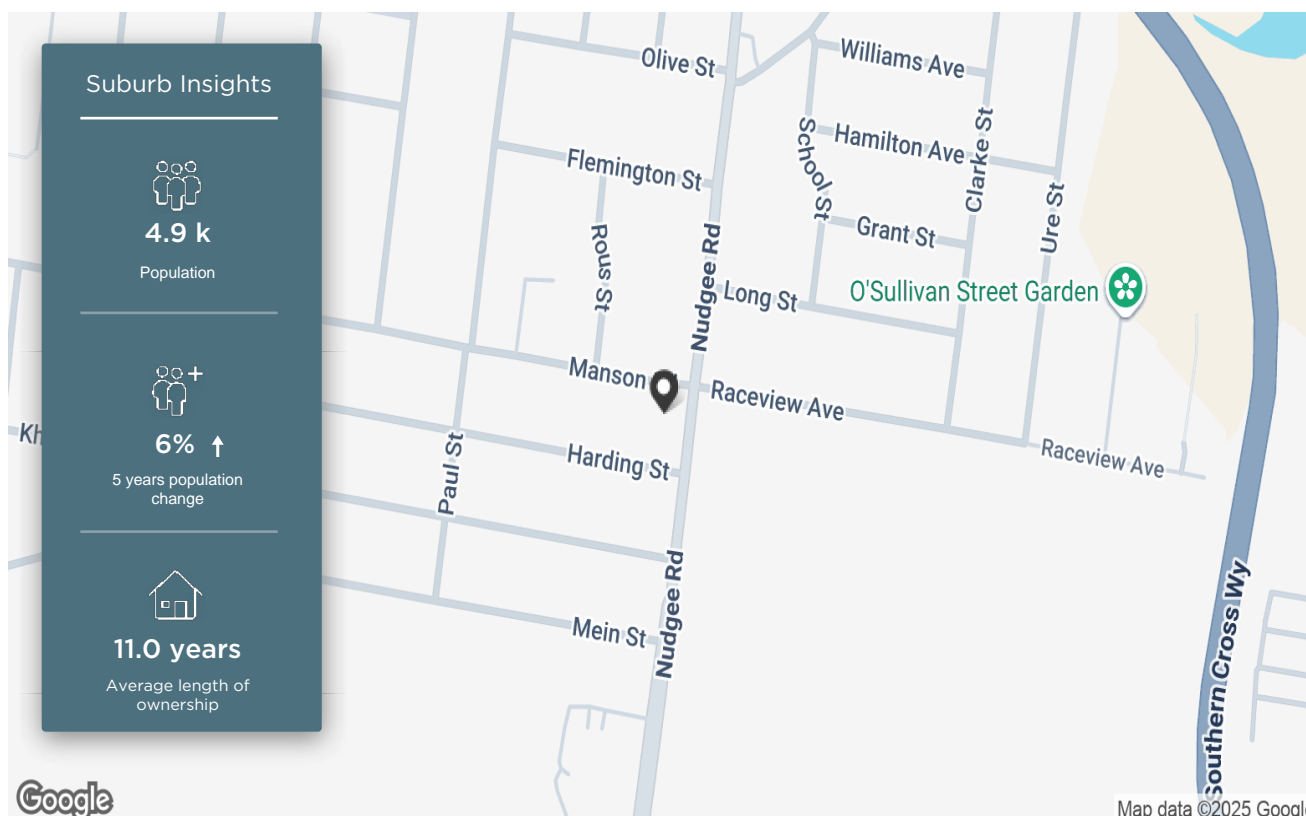 Suburb Insights
4.9 k
Population
6%
5 years population
change
11.0 years
Average length of
ownership
Olive St
Williams Ave
Hamilton Ave
School St
Clarke St
Flemington St
Ure St
Grant St
Rous St
Nudgee Rd
Long St
O'Sullivan Street Garden
Manson
Raceview Ave
Kh
Paul St
Harding St
Raceview Ave
Nudgee Rd
Mein St
Southern Cross Wy
Google
Map data ©2025 Google